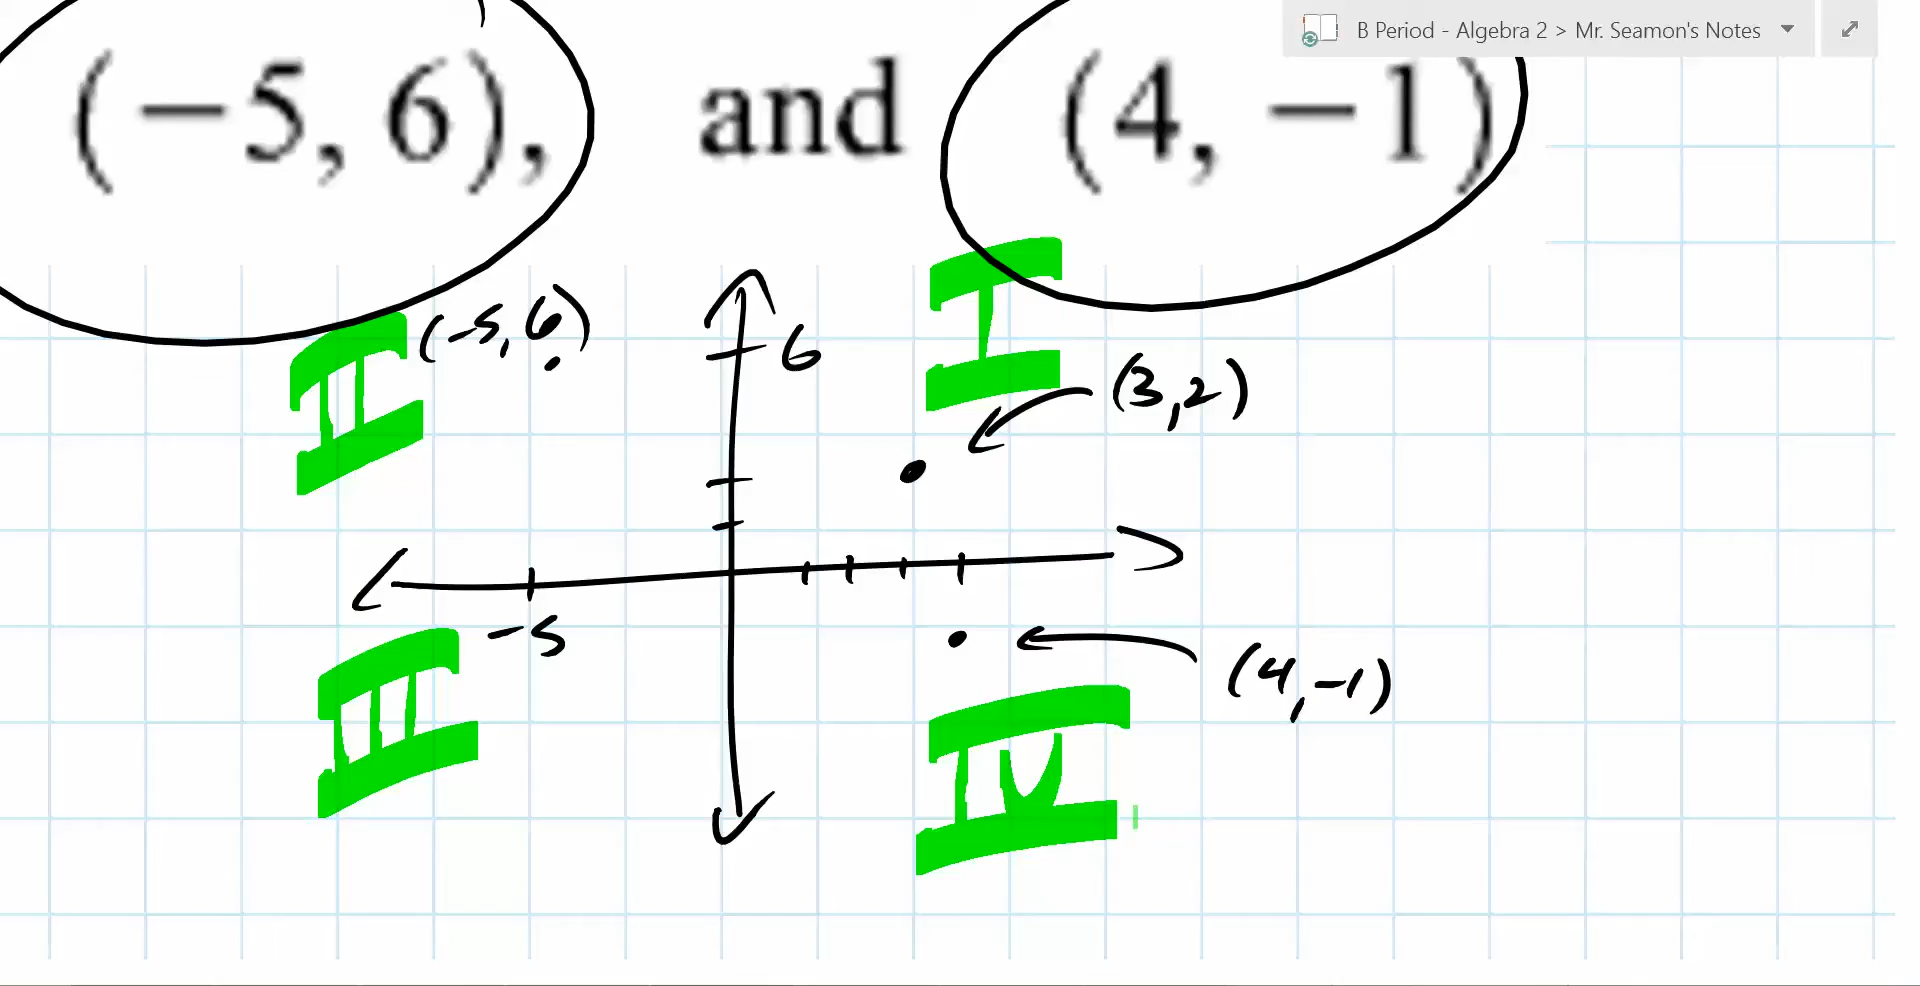 B Period - Algebra 2 > Mr. Seamon's Notes
(−5, 6), and (4, −1)
I
II (-5, 6) 6
(3,2)
-5
III
(4,-1)
IV